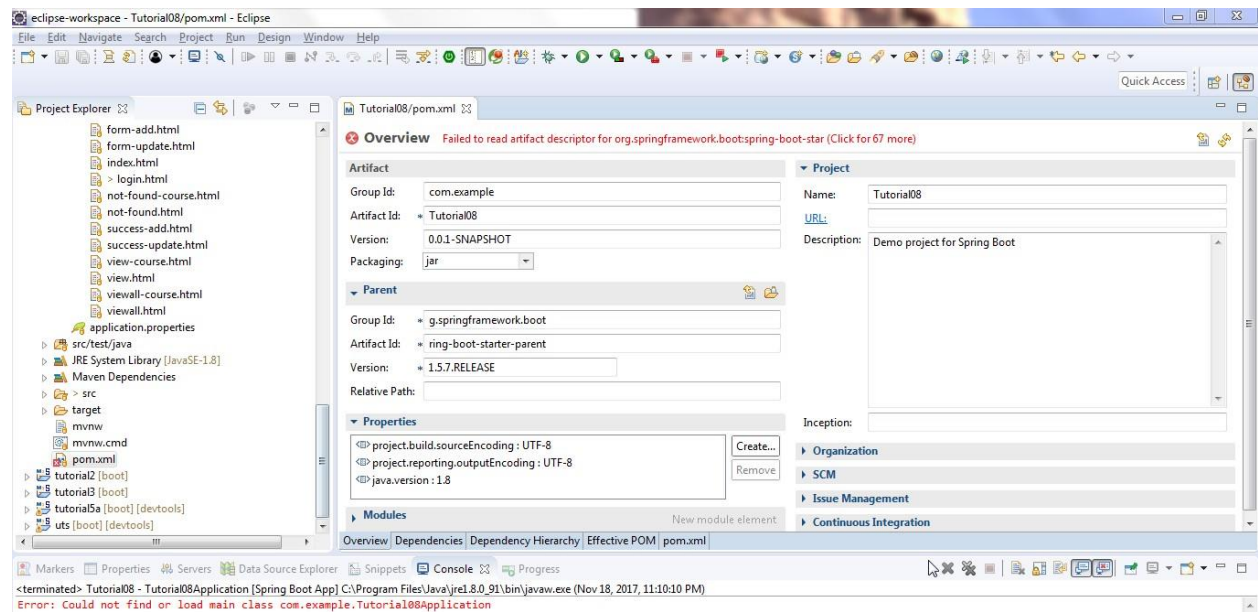 eclipse-workspace - Tutorial08/pom.xml - Eclipse
File Edit Navigate Search Project Run Design Window Help
Quick Access
Project Explorer
Tutorial08/pom.xml
form-add.html
form-update.html
index.html
> login.html
not-found-course.html
not-found.html
success-add.html
success-update.html
view-course.html
view.html
viewall-course.html
viewall.html
application.properties
src/test/java
JRE System Library [JavaSE-1.8]
Maven Dependencies
> src
target
mvnw
mvnw.cmd
pom.xml
tutorial2 [boot]
tutorial3 [boot]
tutorial5a [boot] [devtools]
uts [boot] [devtools]
Overview Failed to read artifact descriptor for org.springframework.boot:spring-boot-star (Click for 67 more)
Artifact
Group Id: com.example
Artifact Id: * Tutorial08
Version: 0.0.1-SNAPSHOT
Packaging: jar
Parent
Group Id: * g.springframework.boot
Artifact Id: * ring-boot-starter-parent
Version: * 1.5.7.RELEASE
Relative Path:
Properties
project.build.sourceEncoding : UTF-8
project.reporting.outputEncoding : UTF-8
java.version : 1.8
Create...
Remove
Modules
New module element
Project
Name: Tutorial08
URL:
Description: Demo project for Spring Boot
Inception:
Organization
SCM
Issue Management
Continuous Integration
Overview Dependencies Dependency Hierarchy Effective POM pom.xml
Markers Properties Servers Data Source Explorer Snippets Console Progress
<terminated> Tutorial08 - Tutorial08Application [Spring Boot App] C:\Program Files\Java\jre1.8.0_91\bin\javaw.exe (Nov 18, 2017, 11:10:10 PM)
Error: Could not find or load main class com.example.Tutorial08Application